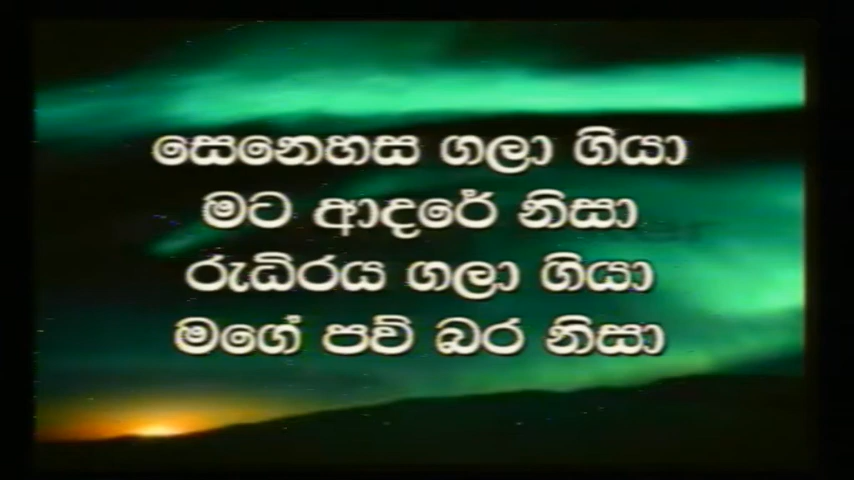 සෙනෙහස ගලා ගියා
මට ආදරේ නිසා
රුධිරය ගලා ගියා
මගේ පව් බර නිසා